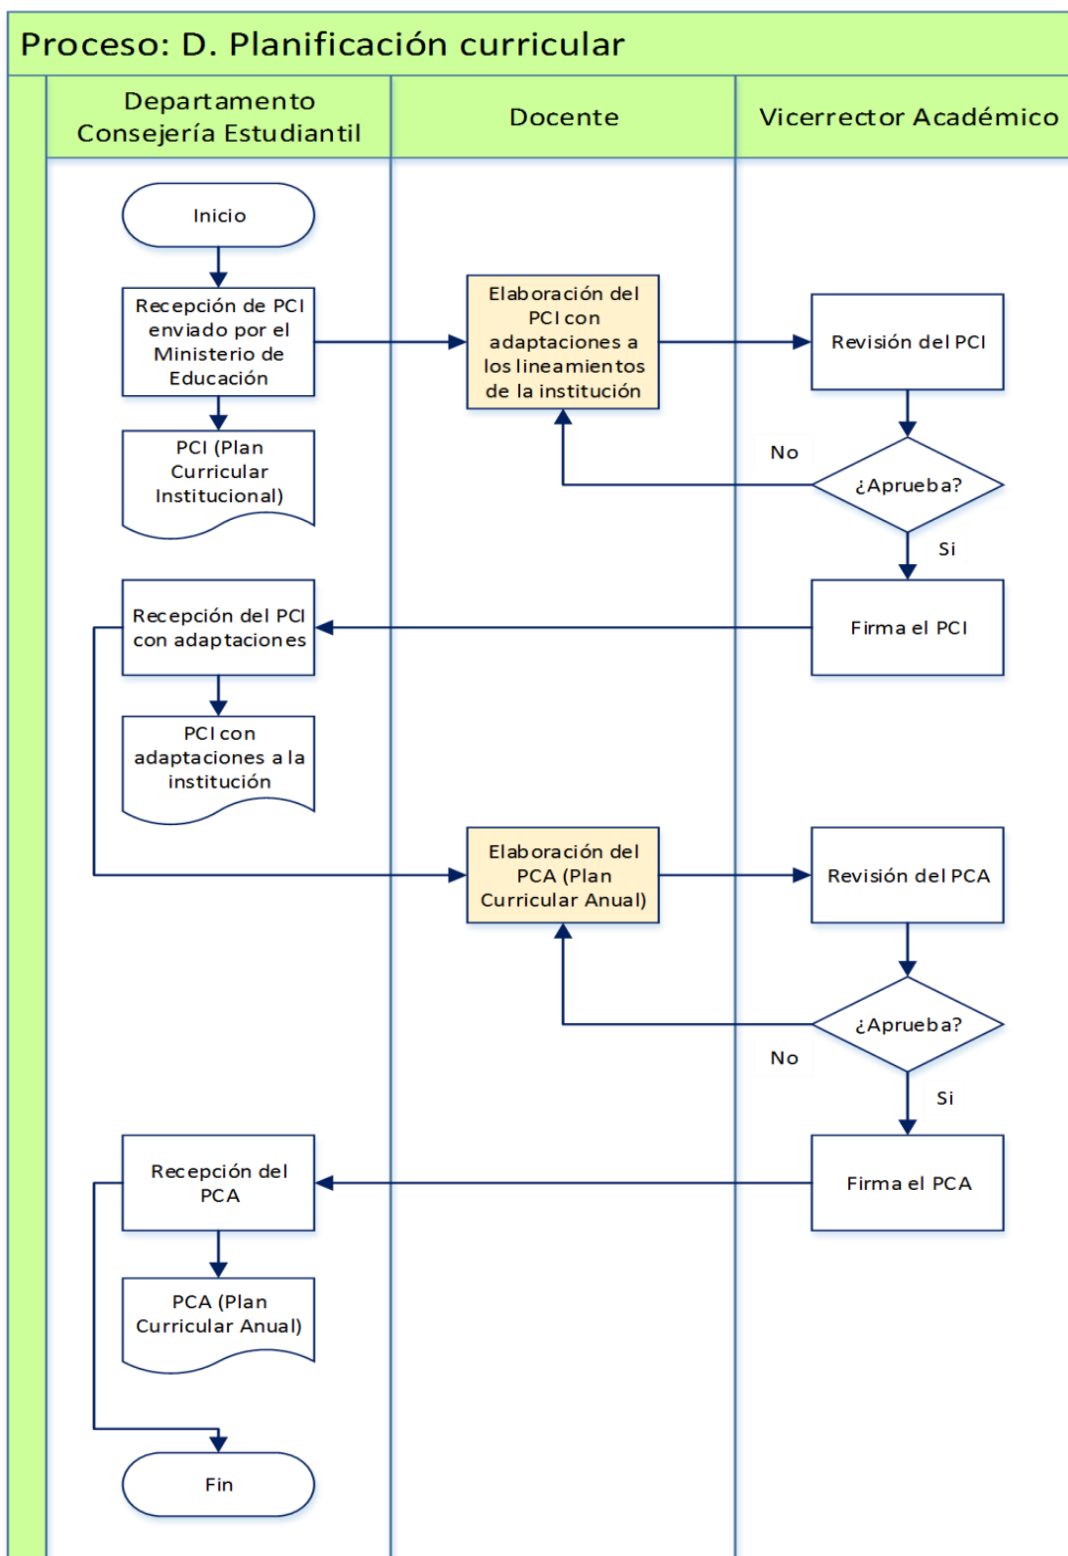 Proceso: D. Planificación curricular
Departamento
Consejería Estudiantil
Docente
Vicerrector Académico
Inicio
Recepción de PCI
enviado por el
Ministerio de
Educación
Elaboración del
PCI con
adaptaciones a
los lineamientos
de la institución
Revisión del PCI
PCI (Plan
Curricular
Institucional)
No
¿Aprueba?
Si
Recepción del PCI
con adaptaciones
Firma el PCI
PCI con
adaptaciones a la
institución
Elaboración del
PCA (Plan
Curricular Anual)
Revisión del PCA
¿Aprueba?
No
Si
Recepción del
PCA
Firma el PCA
PCA (Plan
Curricular Anual)
Fin